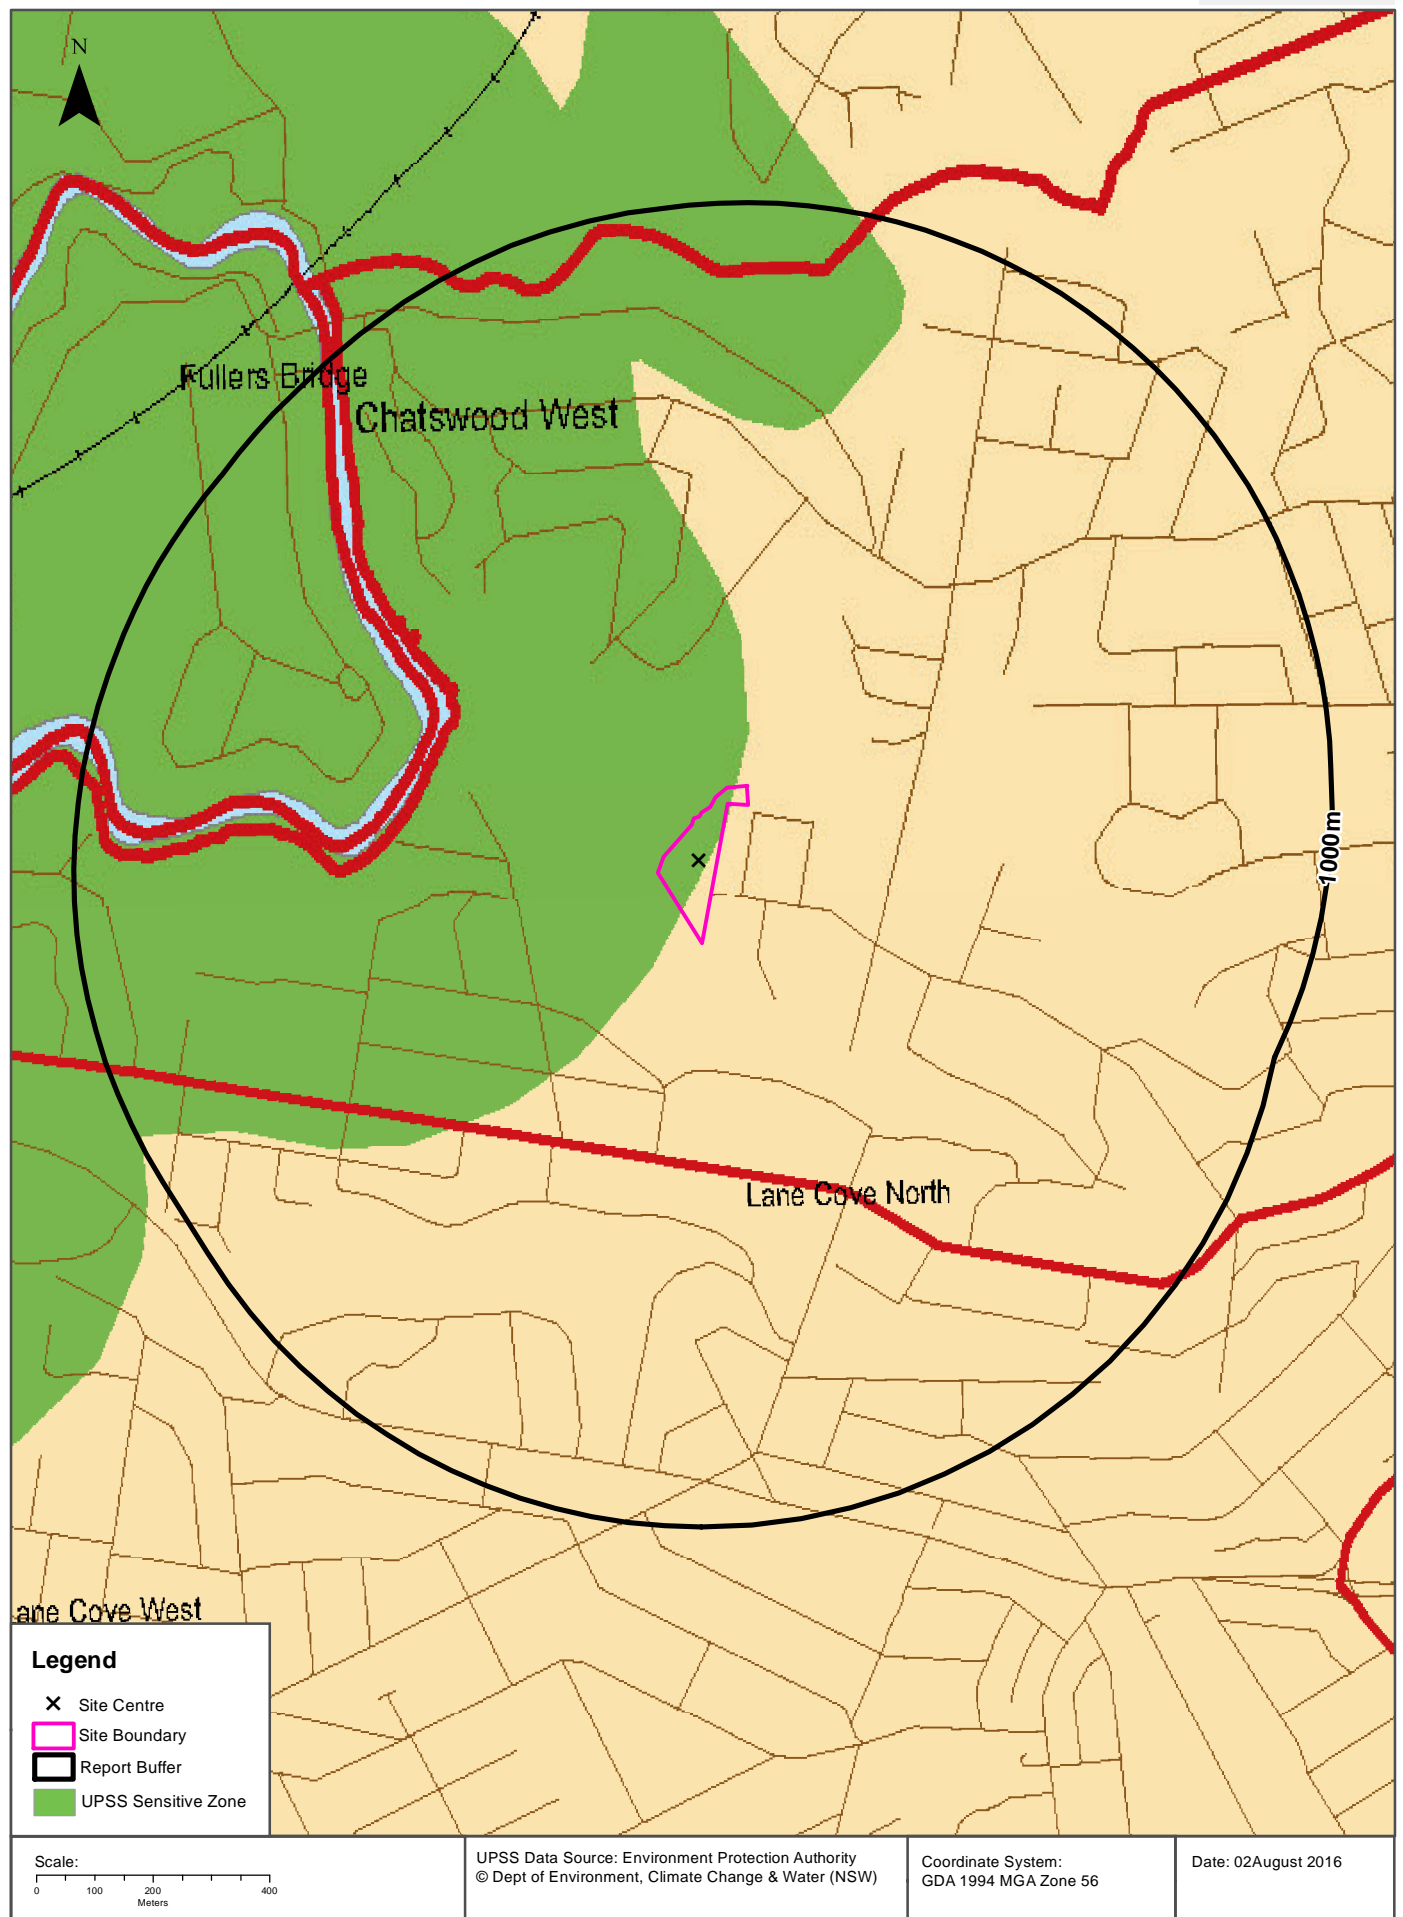 N
Fullers Bridge
Chatswood West
1000m
Lane Cove North
ane Cove West
Legend
Site Centre
Site Boundary
Report Buffer
UPSS Sensitive Zone
Scale:
0 100 200 400
Meters
UPSS Data Source: Environment Protection Authority
© Dept of Environment, Climate Change & Water (NSW)
Coordinate System:
GDA 1994 MGA Zone 56
Date: 02August 2016